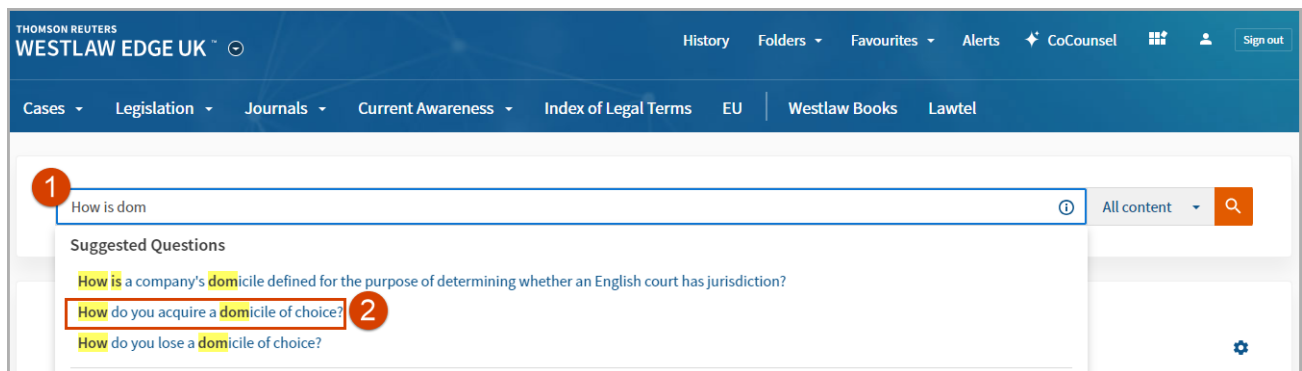 THOMSON REUTERS
WESTLAW EDGE UK™
History Folders Favourites Alerts CoCounsel Sign out
Cases Legislation Journals Current Awareness Index of Legal Terms EU Westlaw Books Lawtel
1
How is dom All content
Suggested Questions
How is a company's domicile defined for the purpose of determining whether an English court has jurisdiction?
How do you acquire a domicile of choice? 2
How do you lose a domicile of choice?